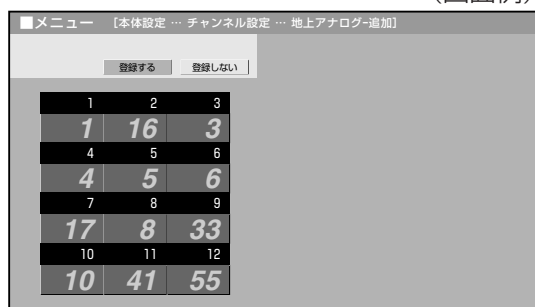 (画面例)
■メニュー [本体設定 … チャンネル設定 … 地上アナログ-追加]
登録する 登録しない
1 2 3
1 16 3
4 5 6
4 5 6
7 8 9
17 8 33
10 11 12
10 41 55